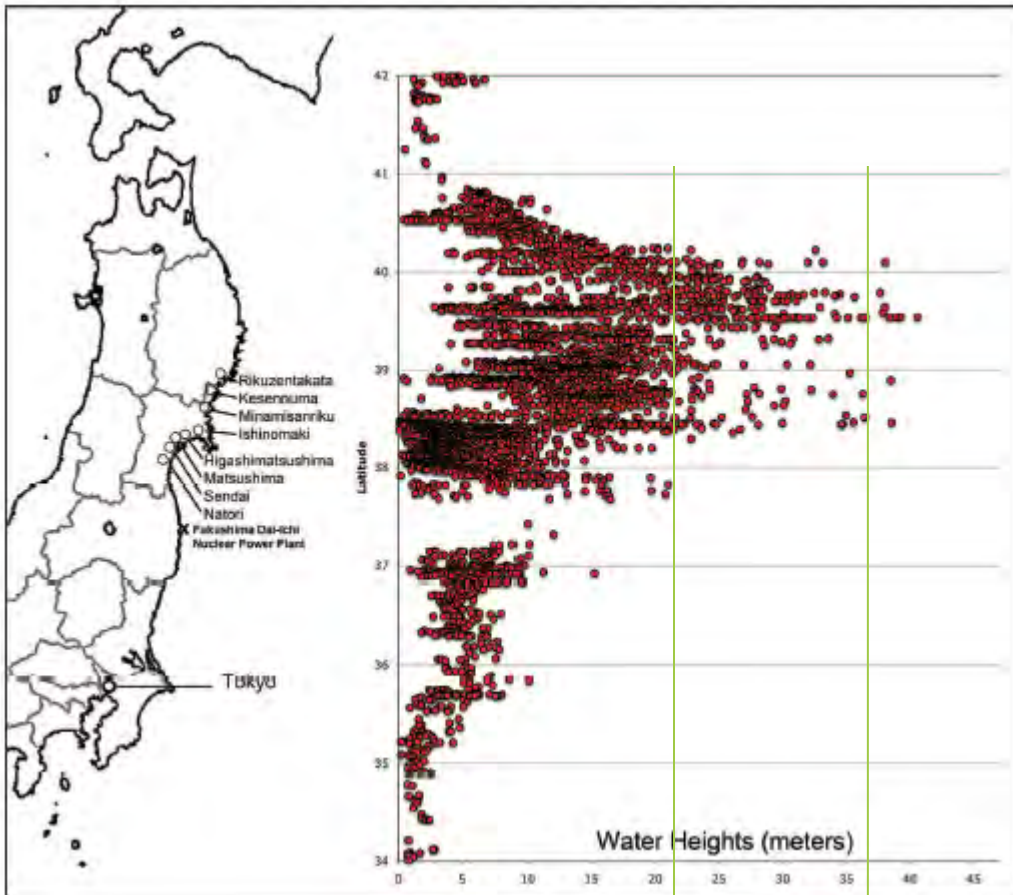 Rikuzentakata
Kesennuma
Minamisanriku
Ishinomaki
Higashimatsushima
Matsushima
Sendai
Natori
Fukushima Dai-Ichi
Nuclear Power Plant
Tokyo
42
41
40
39
38
37
36
35
34
Latitude
Water Heights (meters)
0 5 10 15 20 25 30 35 40 45